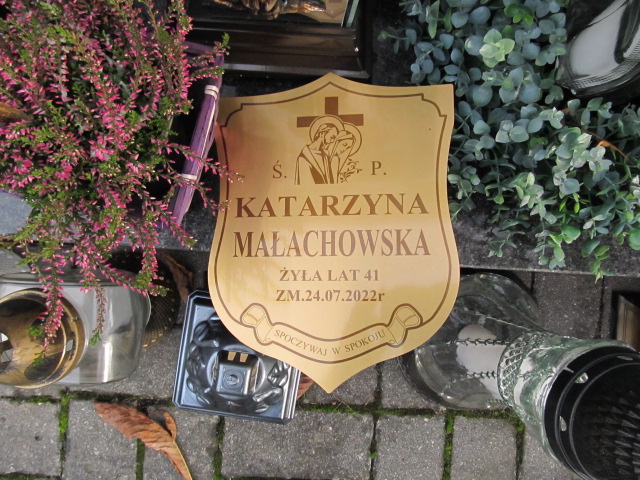 Ś. P.
KATARZYNA
MAŁACHOWSKA
ŻYŁA LAT 41
ZM.24.07.2022r
SPOCZYWAJ W SPOKOJU